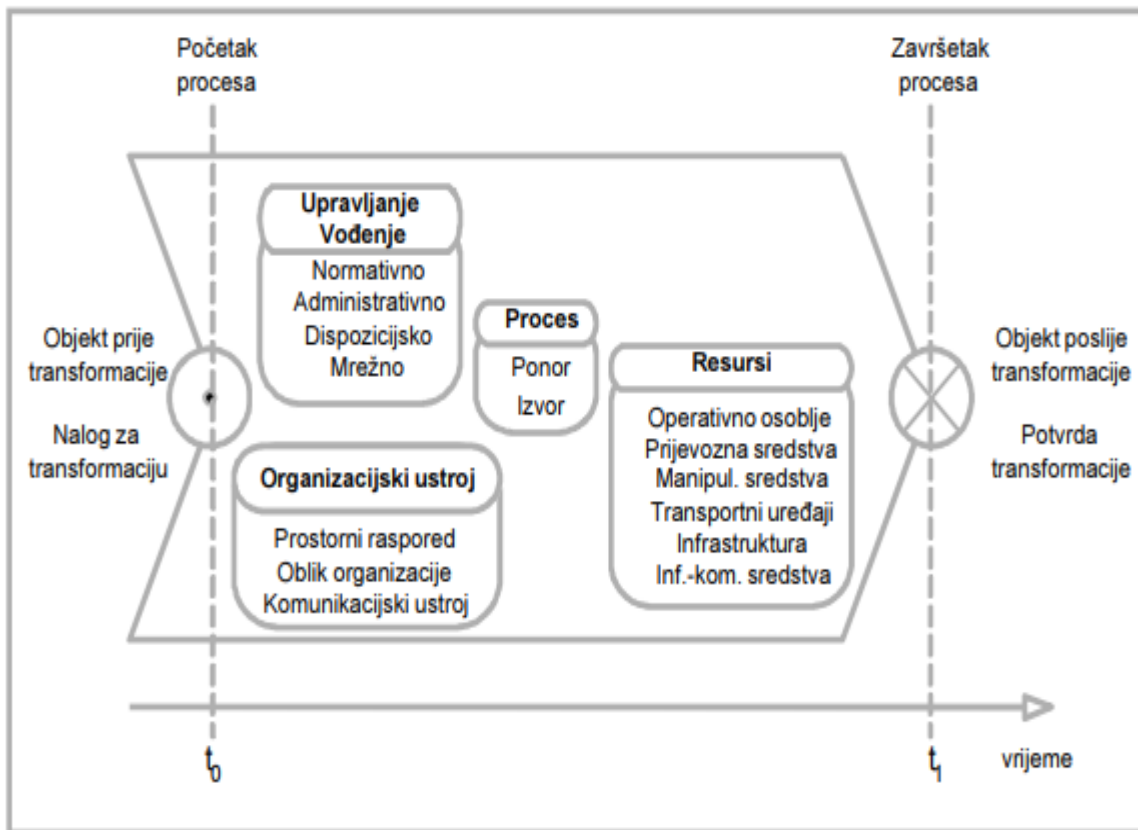 Početak
procesa
Završetak
procesa
Upravljanje
Vođenje
Normativno
Administrativno
Dispozicijsko
Mrežno
Proces
Ponor
Izvor
Resursi
Operativno osoblje
Prijevozna sredstva
Manipul. sredstva
Transportni uređaji
Infrastruktura
Inf.-kom. sredstva
Objekt prije
transformacije
Nalog za
transformaciju
Organizacijski ustroj
Prostorni raspored
Oblik organizacije
Komunikacijski ustroj
Objekt poslije
transformacije
Potvrda
transformacije
t0
t1
vrijeme